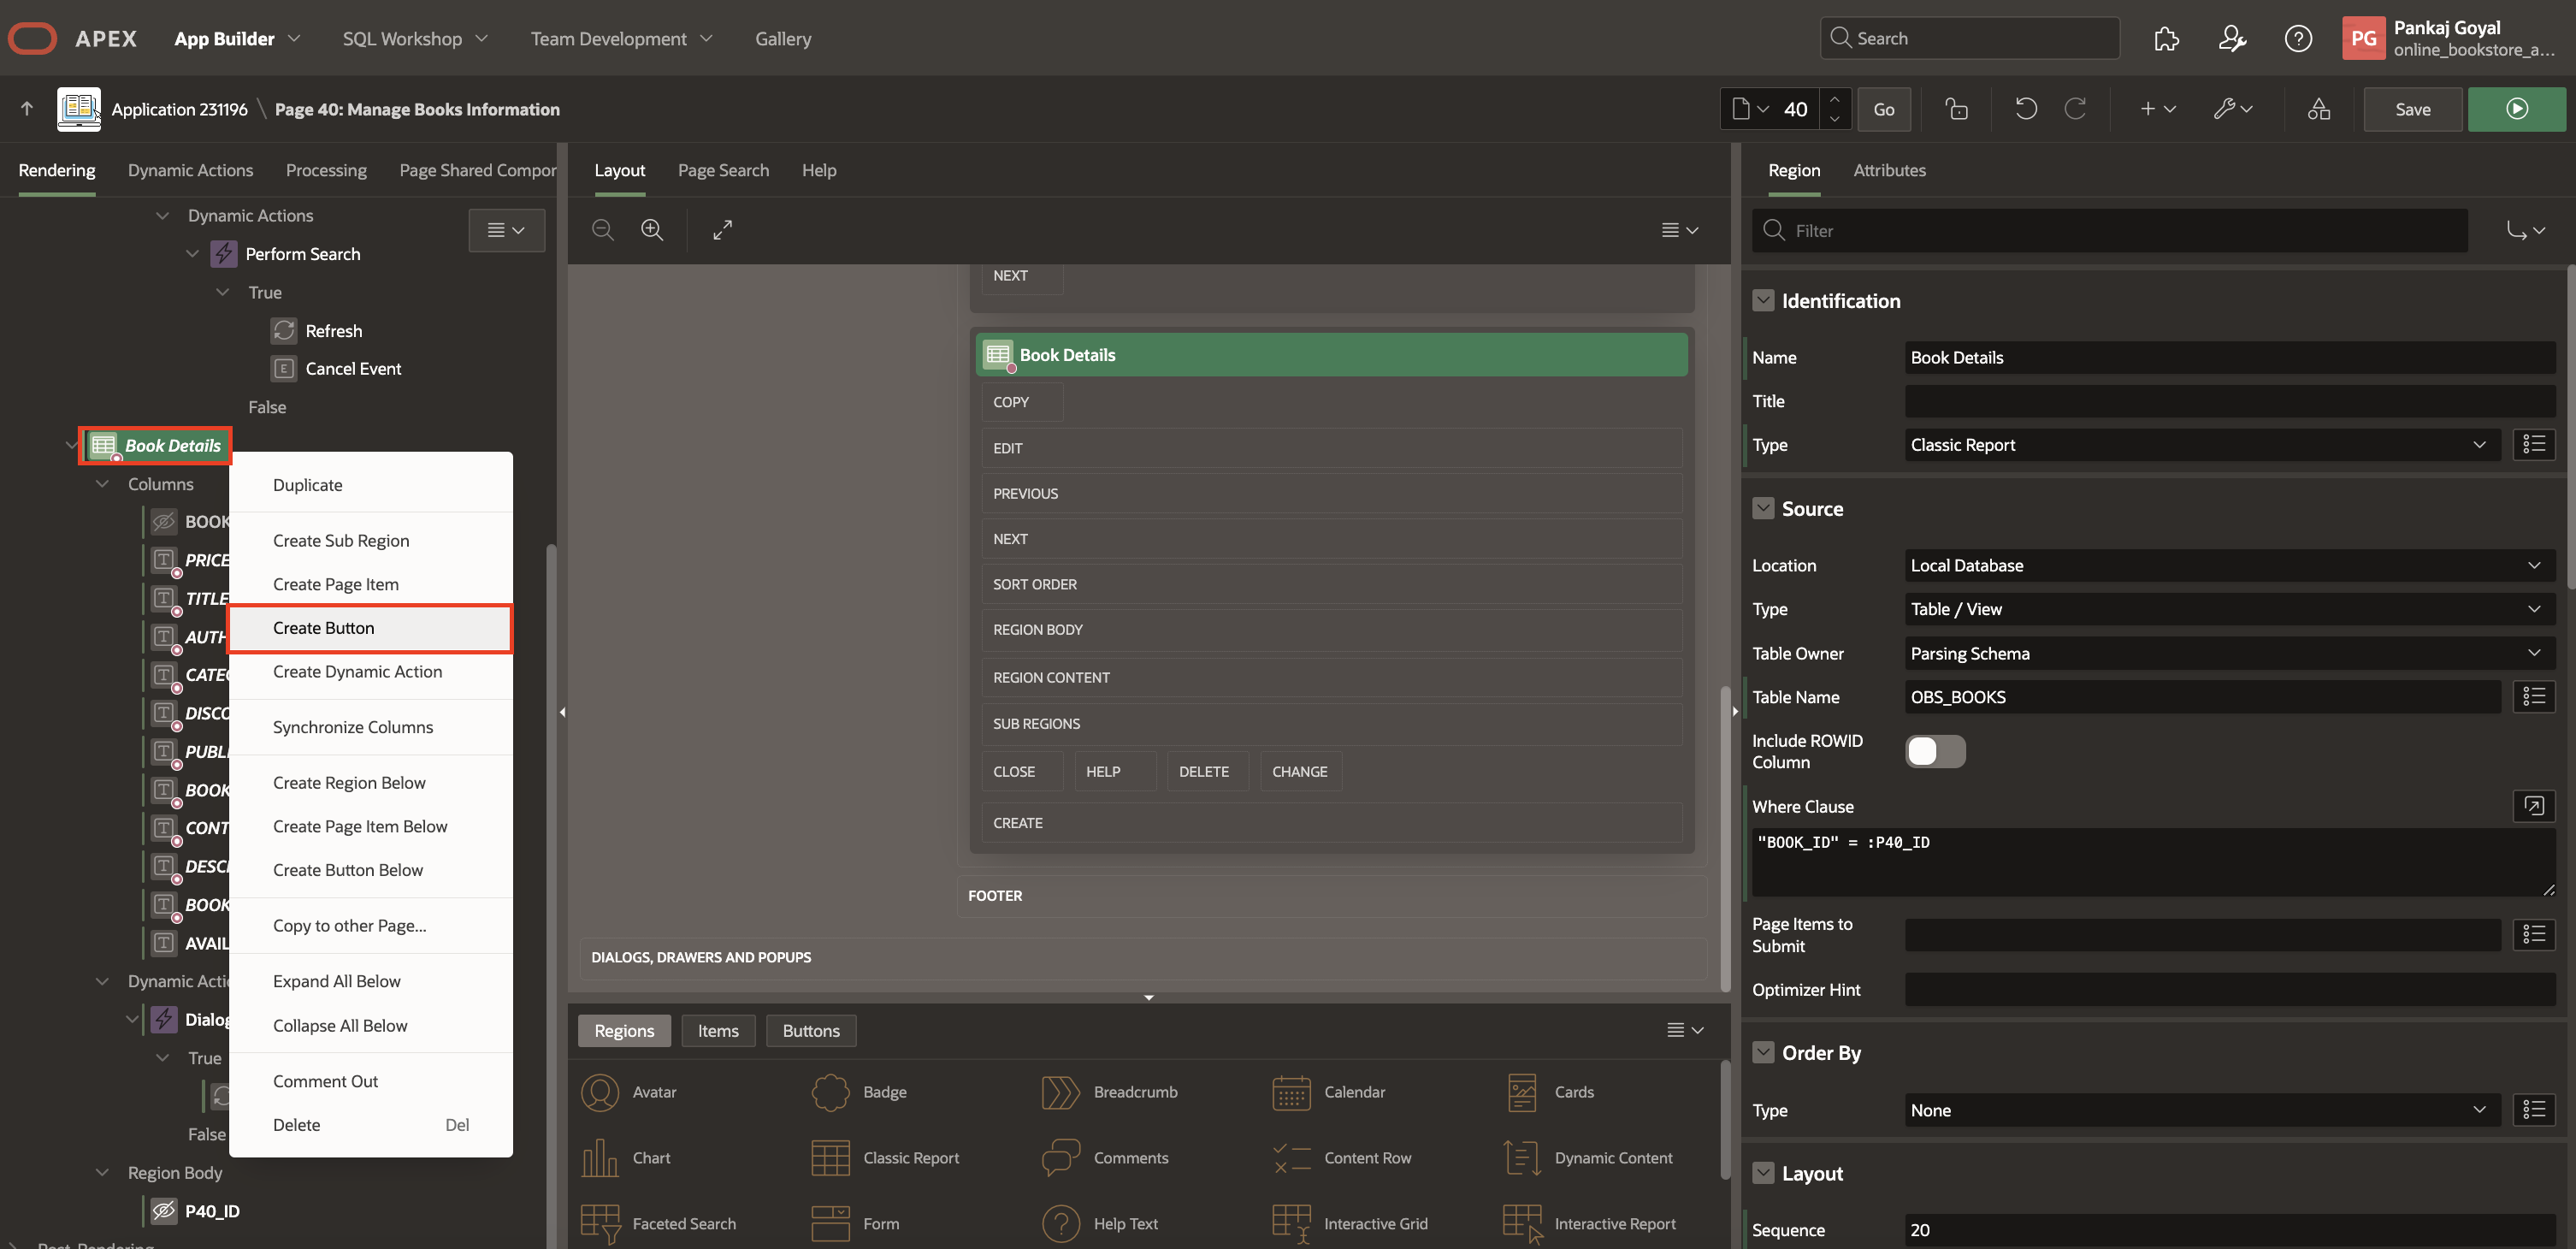 APEX App Builder SQL Workshop Team Development Gallery Search PG Pankaj Goyal
online_bookstore_a...
Application 231196 \ Page 40: Manage Books Information 40 Go Save
Rendering Dynamic Actions Processing Page Shared Compor
Dynamic Actions
Perform Search
True
Refresh
E Cancel Event
False
Book Details
Columns
BOOK
PRICE
TITLE
AUTH
CATEG
DISCO
PUBLI
BOOK
CONT
DESCI
BOOK
AVAIL
Dynamic Actio
Dialog
True
False
Region Body
P40_ID
Duplicate
Create Sub Region
Create Page Item
Create Button
Create Dynamic Action
Synchronize Columns
Create Region Below
Create Page Item Below
Create Button Below
Copy to other Page...
Expand All Below
Collapse All Below
Comment Out
Delete Del
Layout Page Search Help
NEXT
Book Details
COPY
EDIT
PREVIOUS
NEXT
SORT ORDER
REGION BODY
REGION CONTENT
SUB REGIONS
CLOSE HELP DELETE CHANGE
CREATE
FOOTER
DIALOGS, DRAWERS AND POPUPS
Regions Items Buttons
Avatar Badge Breadcrumb Calendar Cards
Chart Classic Report Comments Content Row Dynamic Content
Faceted Search Form Help Text Interactive Grid Interactive Report
Region Attributes
Filter
Identification
Name Book Details
Title
Type Classic Report
Source
Location Local Database
Type Table / View
Table Owner Parsing Schema
Table Name OBS_BOOKS
Include ROWID
Column
Where Clause
"BOOK_ID" = :P40_ID
Page Items to
Submit
Optimizer Hint
Order By
Type None
Layout
Sequence 20